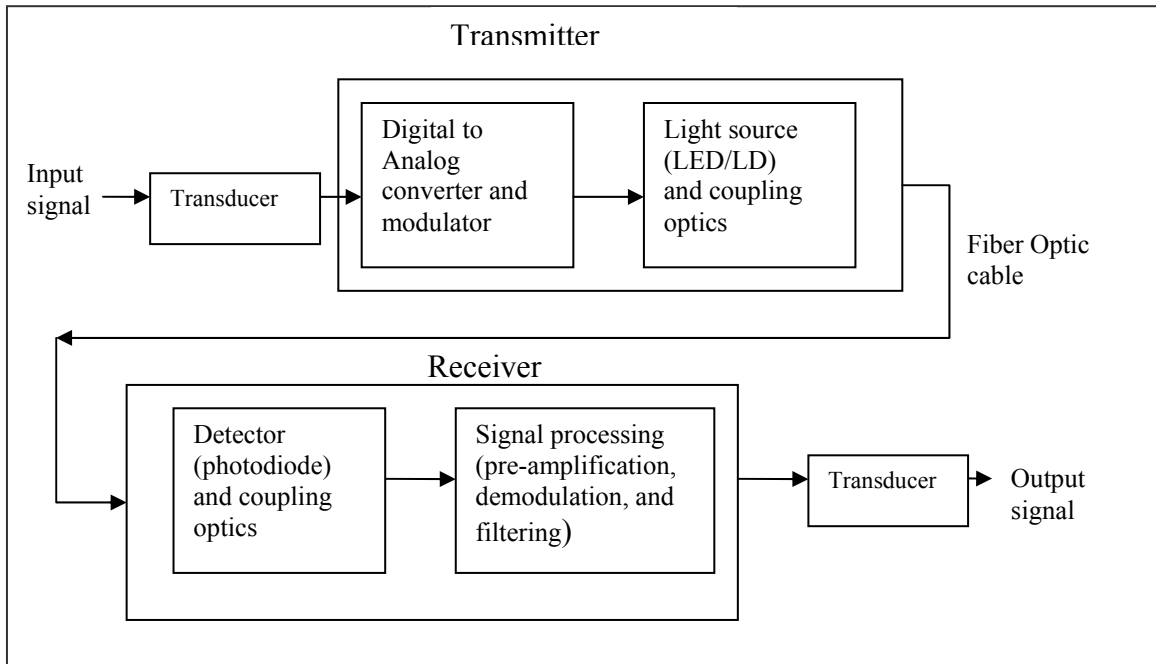 Transmitter
Input
signal
Transducer
Digital to
Analog
converter and
modulator
Light source
(LED/LD)
and coupling
optics
Fiber Optic
cable
Receiver
Detector
(photodiode)
and coupling
optics
Signal processing
(pre-amplification,
demodulation, and
filtering)
Transducer
Output
signal